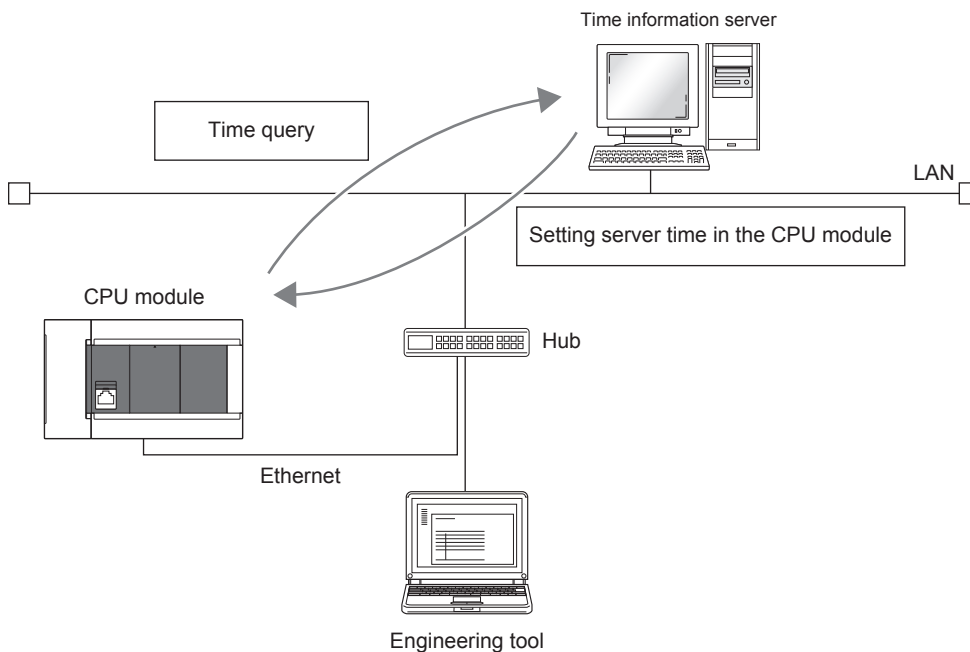 Time information server
Time query
LAN
Setting server time in the CPU module
CPU module
Hub
Ethernet
Engineering tool